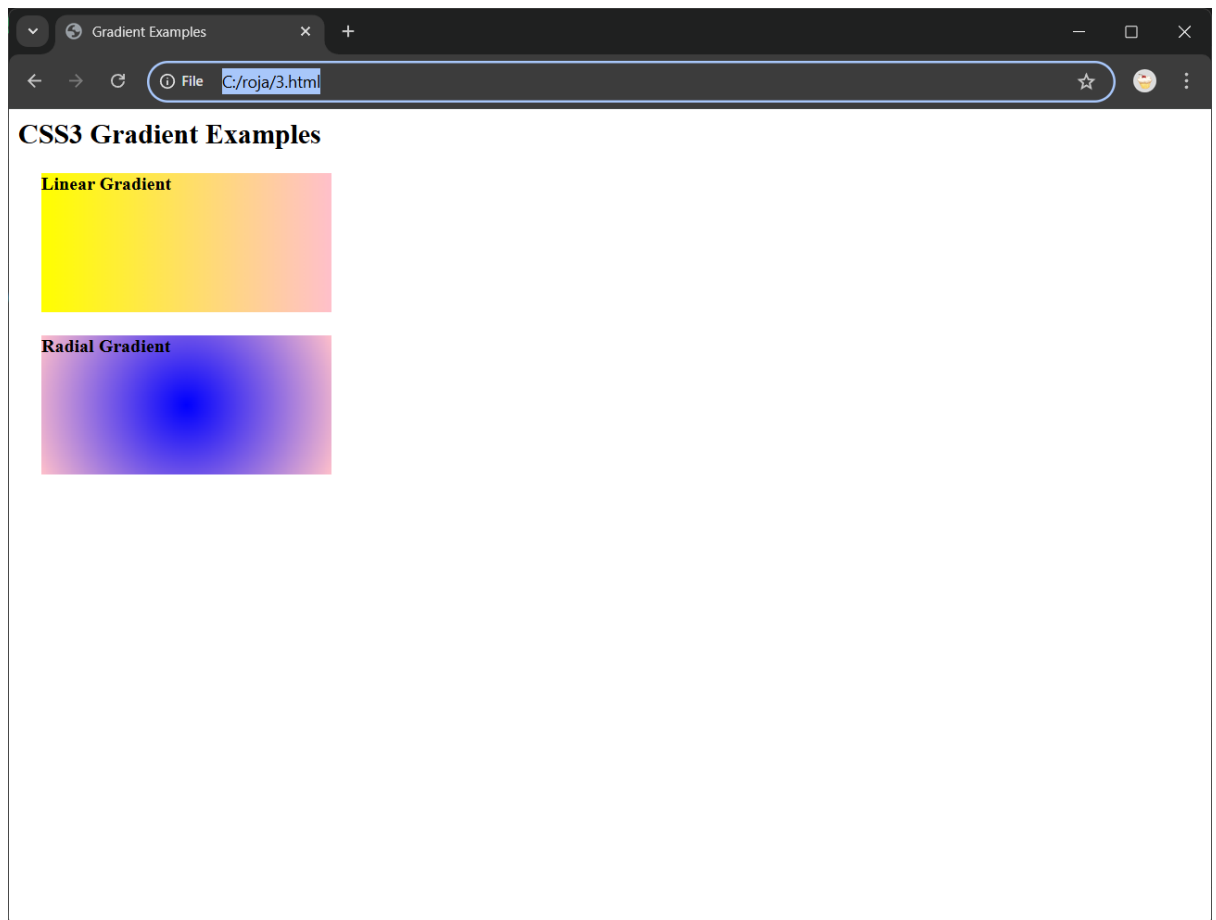 Gradient Examples
File C:/roja/3.html
CSS3 Gradient Examples
Linear Gradient
Radial Gradient